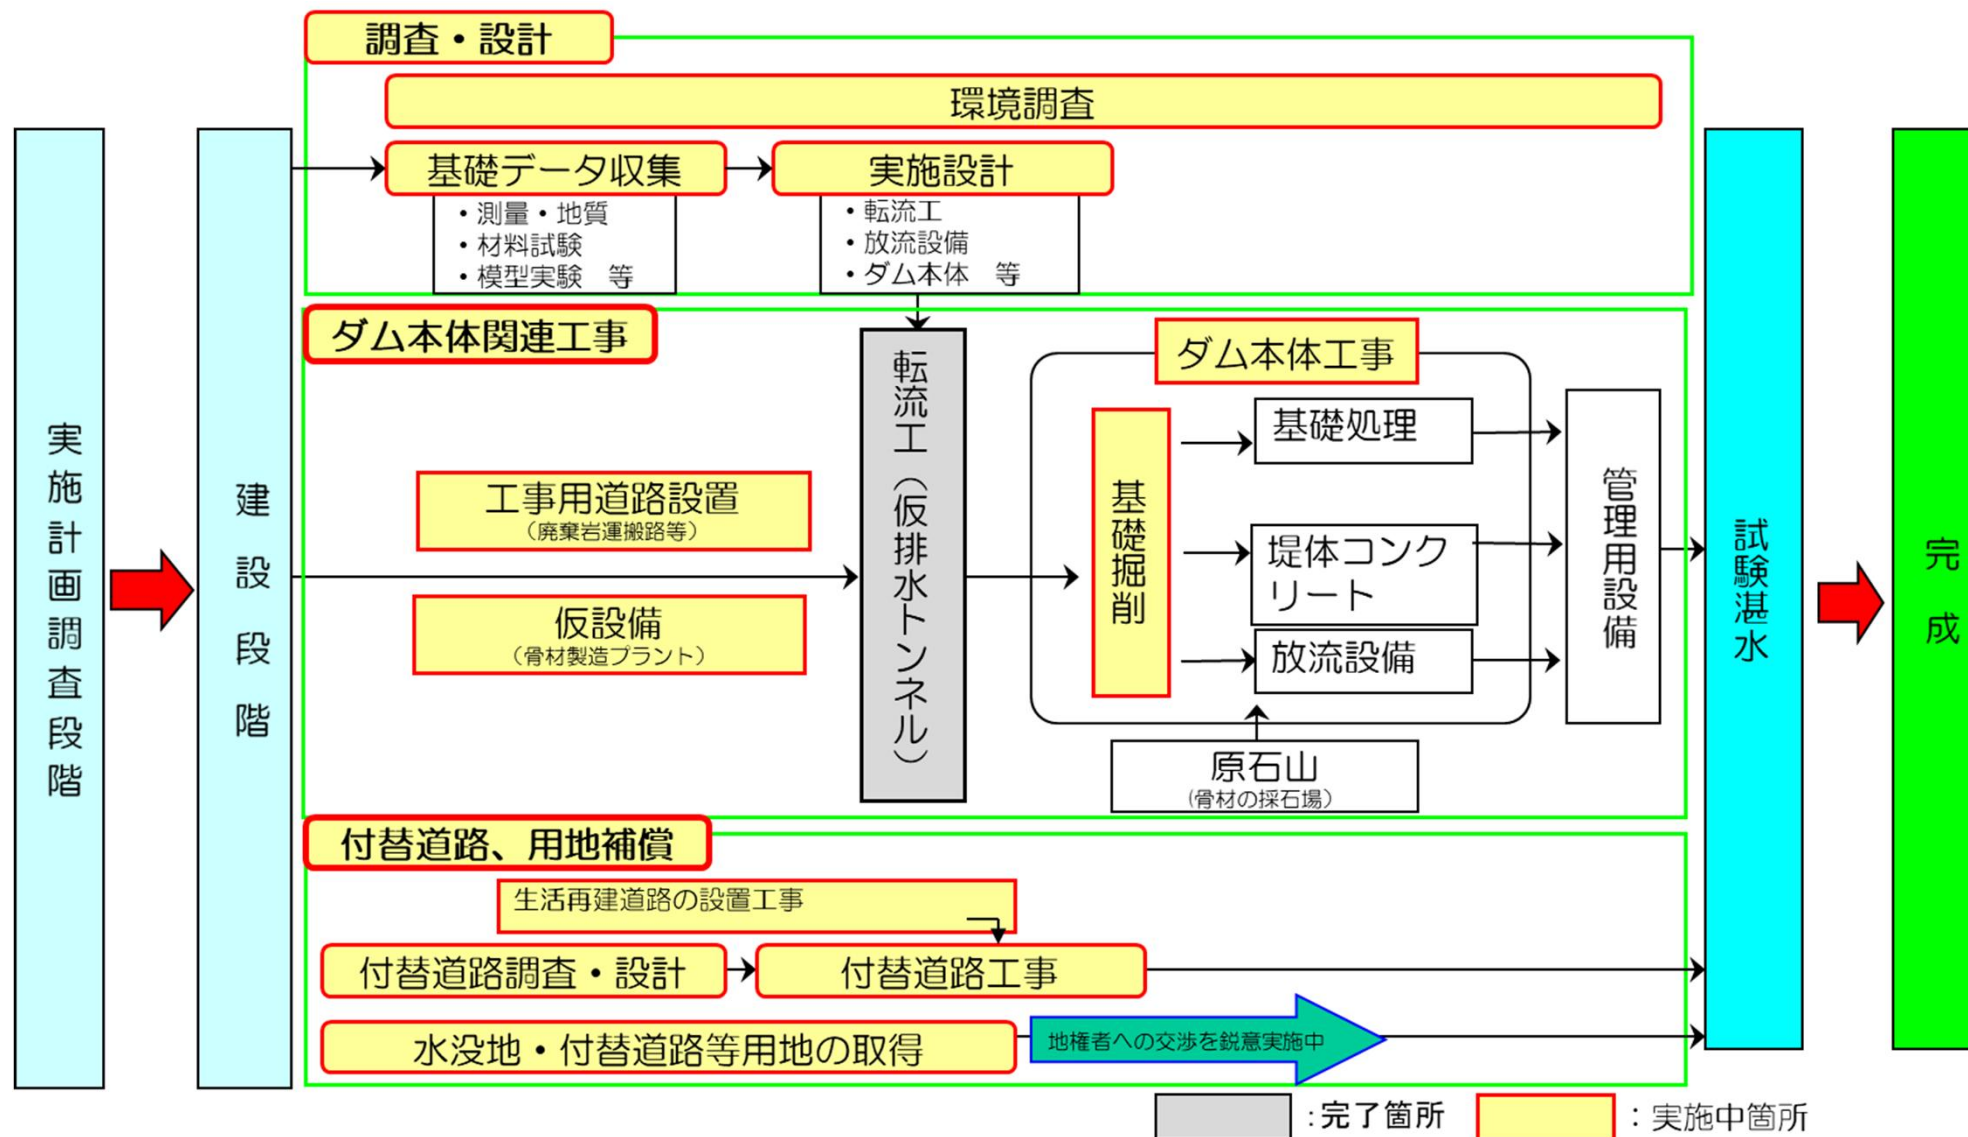 調査・設計
環境調査
基礎データ収集
・測量・地質
・材料試験
・模型実験　等
実施設計
・転流工
・放流設備
・ダム本体　等
実施計画調査段階
建設段階
ダム本体関連工事
工事用道路設置
（廃棄岩運搬路等）
仮設備
（骨材製造プラント）
転流工（仮排水トンネル）
ダム本体工事
基礎掘削
基礎処理
堤体コンク
リート
放流設備
原石山
(骨材の採石場）
管理用設備
試験湛水
完成
付替道路、用地補償
生活再建道路の設置工事
付替道路調査・設計
付替道路工事
水没地・付替道路等用地の取得
地権者への交渉を鋭意実施中
：完了箇所
：実施中箇所